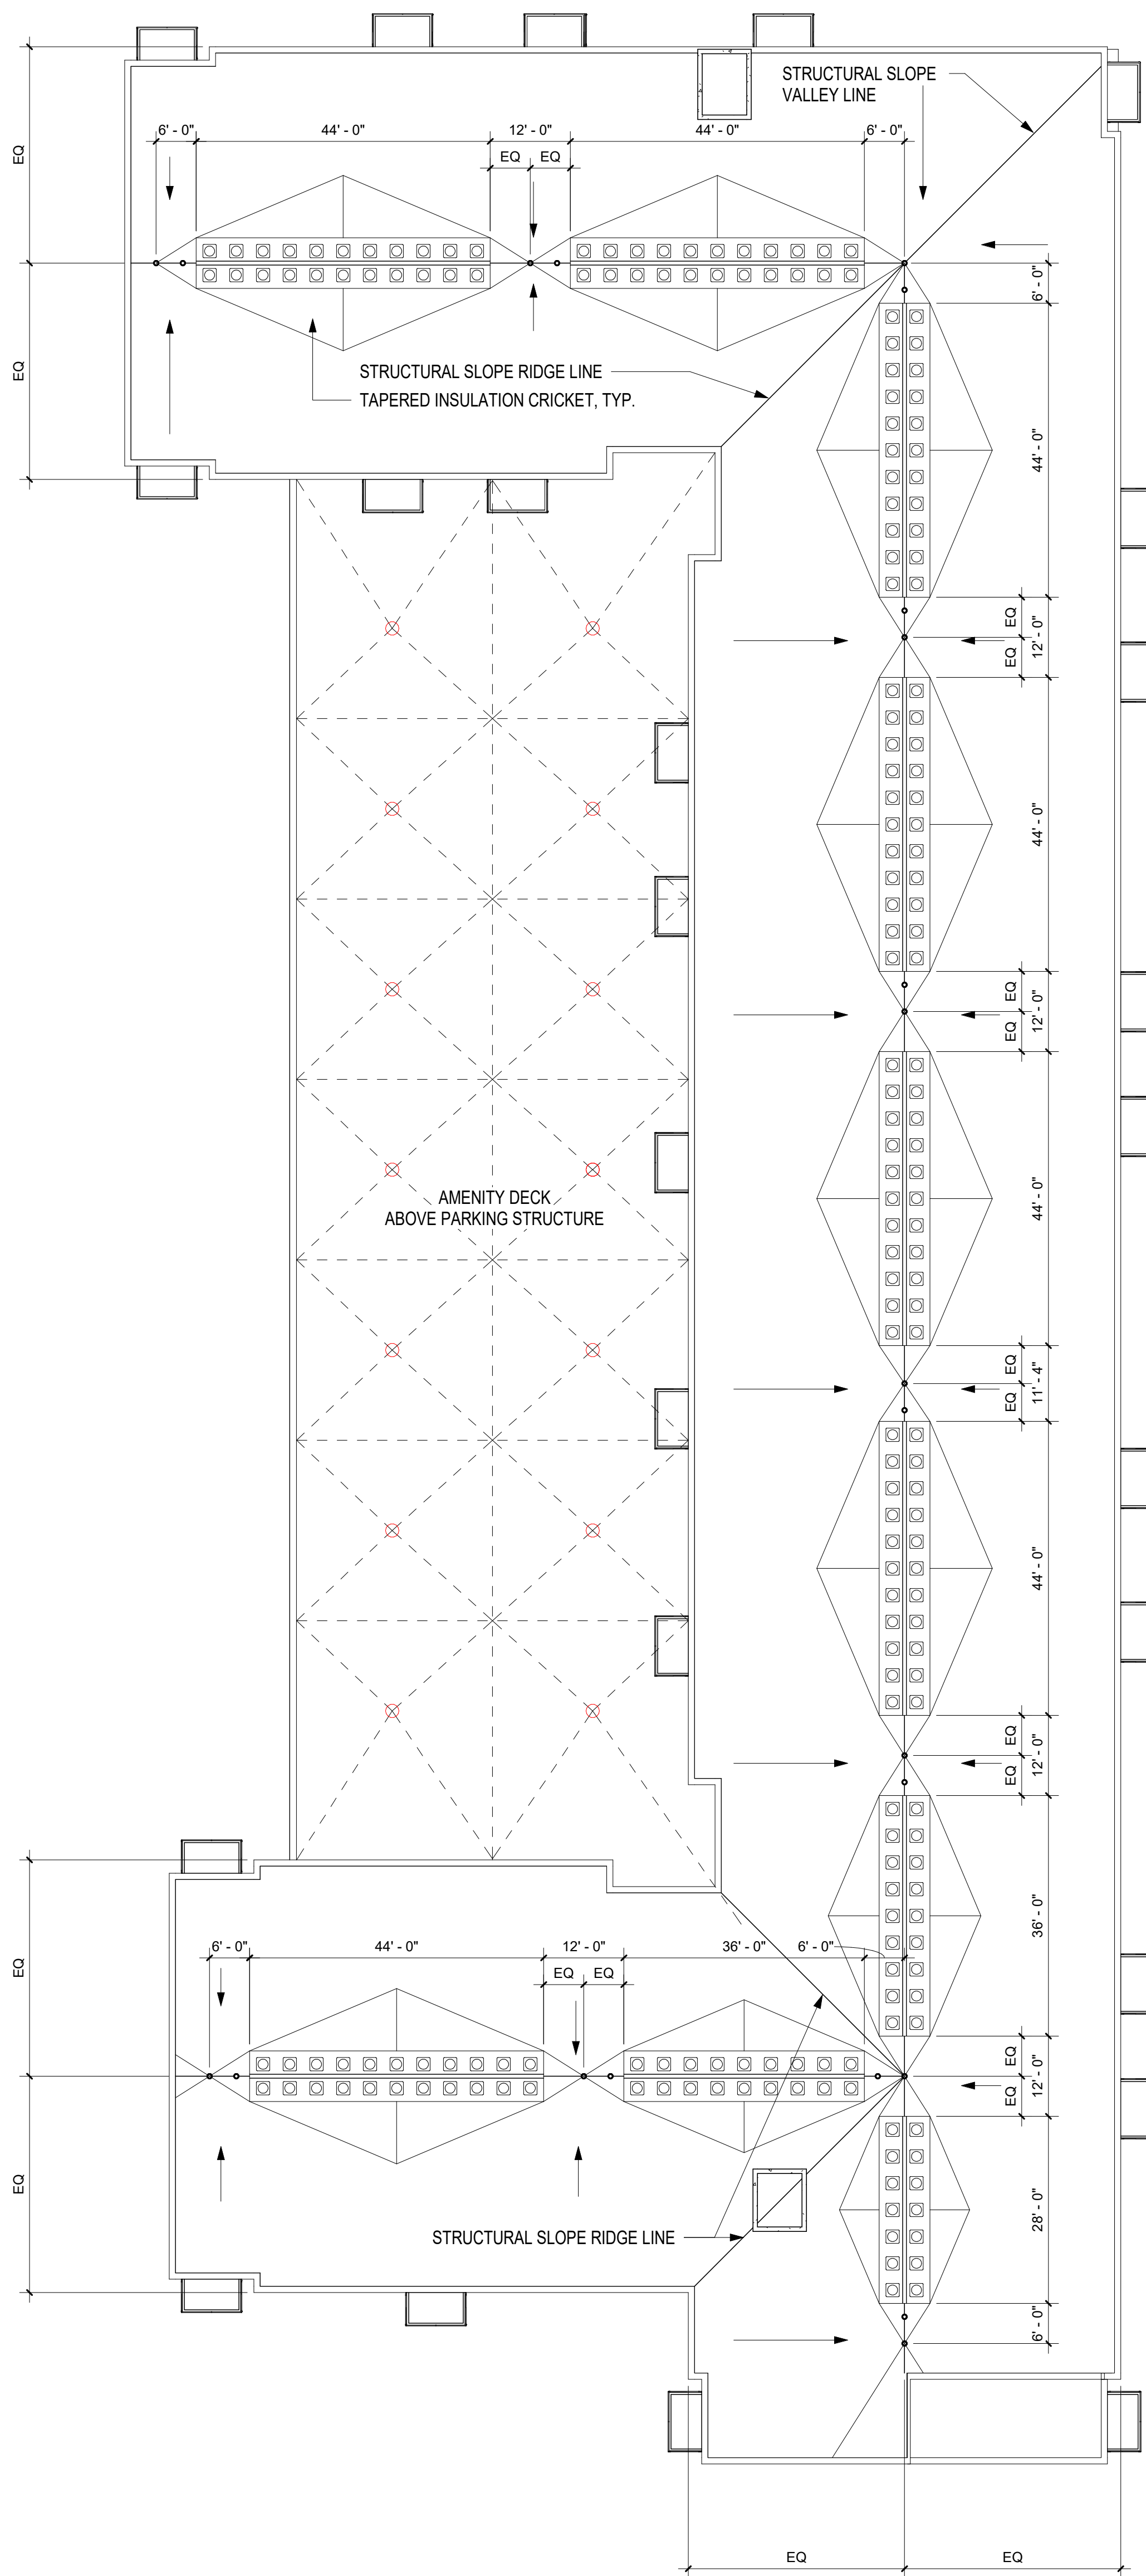 STRUCTURAL SLOPE
VALLEY LINE
6' - 0"
44' - 0"
12' - 0"
44' - 0"
6' - 0"
EQ
EQ
EQ
6' - 0"
EQ
STRUCTURAL SLOPE RIDGE LINE
TAPERED INSULATION CRICKET, TYP.
44' - 0"
EQ
12' - 0"
EQ
44' - 0"
EQ
12' - 0"
EQ
44' - 0"
AMENITY DECK
ABOVE PARKING STRUCTURE
EQ
11' - 4"
EQ
44' - 0"
EQ
12' - 0"
EQ
36' - 0"
6' - 0"
44' - 0"
12' - 0"
36' - 0"
6' - 0"
EQ
EQ
EQ
EQ
12' - 0"
EQ
EQ
28' - 0"
STRUCTURAL SLOPE RIDGE LINE
6' - 0"
EQ
EQ